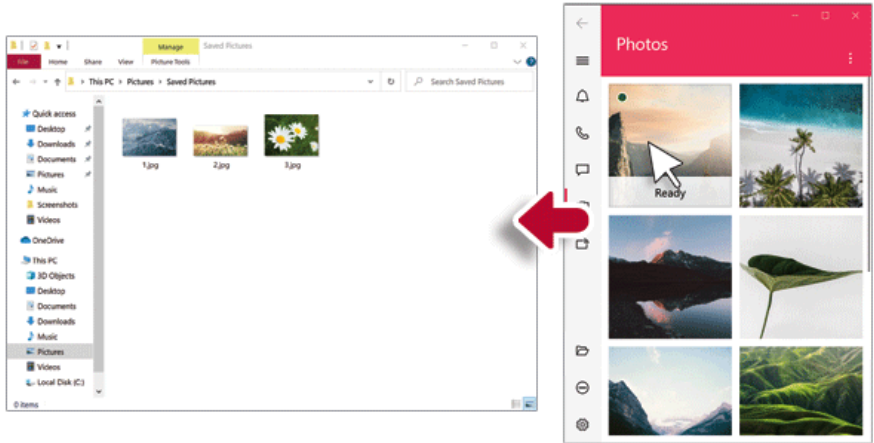 Manage
Saved Pictures
File
Home
Share
View
Picture Tools
This PC > Pictures > Saved Pictures
Search Saved Pictures
Quick access
Desktop
Downloads
Documents
Pictures
Music
Screenshots
Videos
OneDrive
This PC
3D Objects
Desktop
Documents
Downloads
Music
Pictures
Videos
Local Disk (C:)
0 items
1.jpg
2.jpg
3.jpg
Photos
Ready